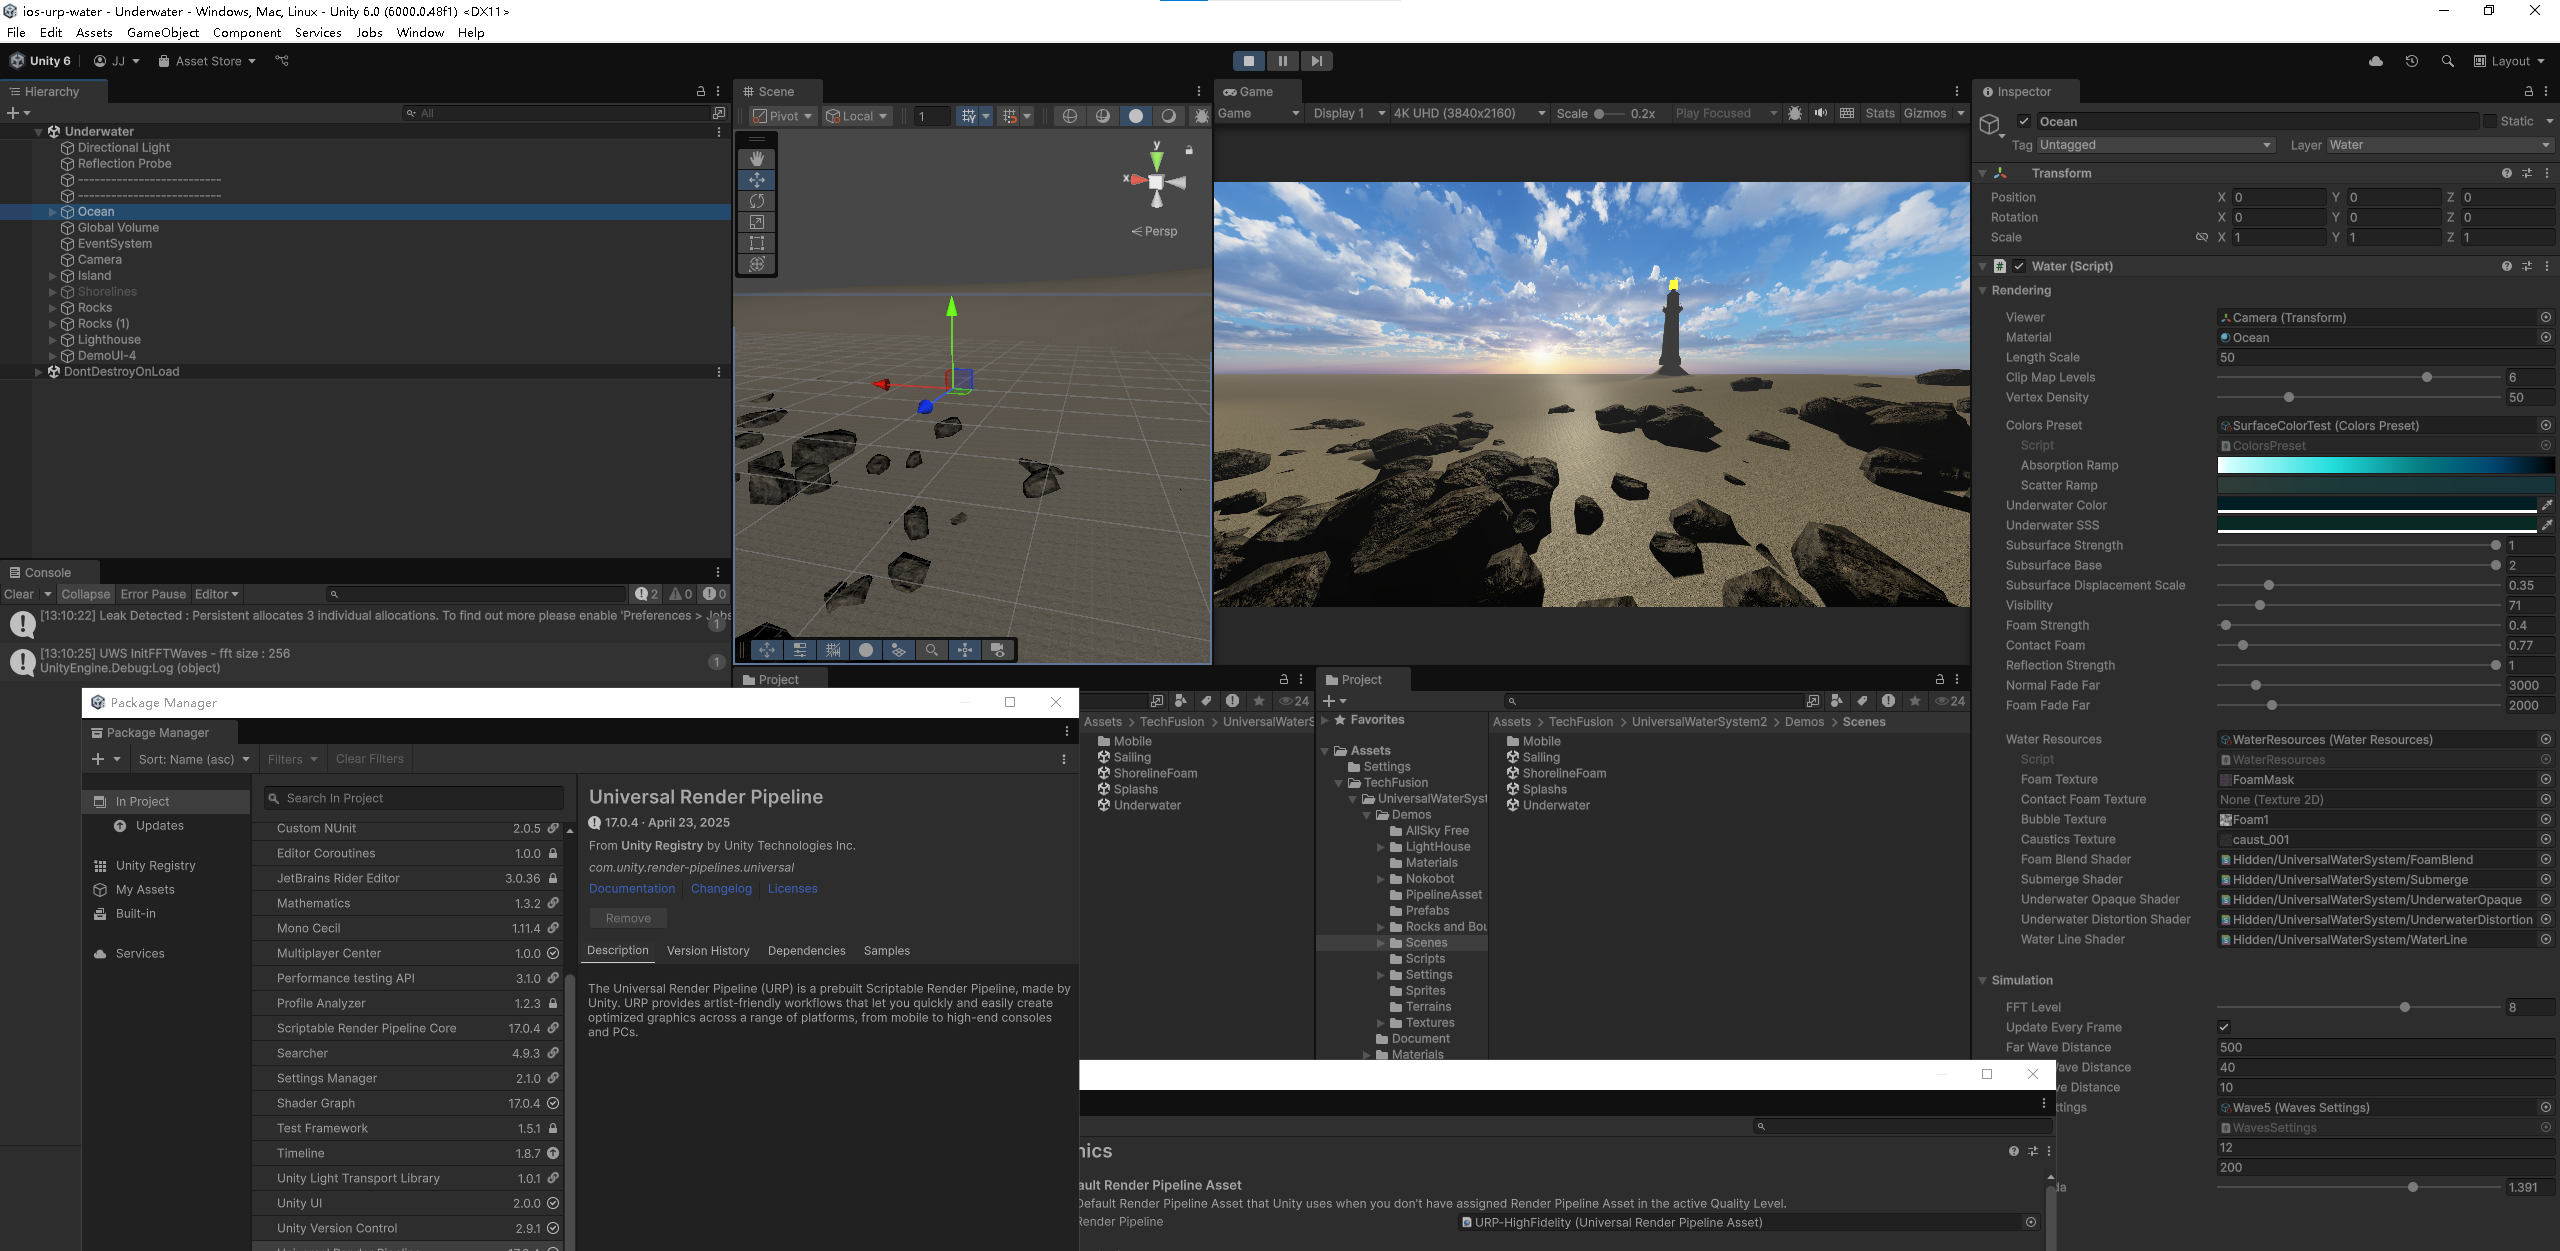 ios-urp-water - Underwater - Windows, Mac, Linux - Unity 6.0 (6000.0.48f1) <DX11>
File Edit Assets GameObject Component Services Jobs Window Help
Unity 6 JJ Asset Store Layout
Hierarchy
All
Underwater
Directional Light
Reflection Probe
--------------------------
--------------------------
Ocean
Global Volume
EventSystem
Camera
Island
Shorelines
Rocks
Rocks (1)
Lighthouse
DemoUI-4
DontDestroyOnLoad
Console
Clear Collapse Error Pause Editor 2 0 0
[13:10:22] Leak Detected : Persistent allocates 3 individual allocations. To find out more please enable 'Preferences > Jobs
1
[13:10:25] UWS InitFFTWaves - fft size : 256
UnityEngine.Debug:Log (object)
1
Scene
Pivot Local 1
y
x
Persp
Game
Game Display 1 4K UHD (3840x2160) Scale 0.2x Play Focused Stats Gizmos
Inspector
Ocean Static
Tag Untagged Layer Water
Transform
Position X 0 Y 0 Z 0
Rotation X 0 Y 0 Z 0
Scale X 1 Y 1 Z 1
Water (Script)
Rendering
Viewer Camera (Transform)
Material Ocean
Length Scale 50
Clip Map Levels 6
Vertex Density 50
Colors Preset SurfaceColorTest (Colors Preset)
Script ColorsPreset
Absorption Ramp
Scatter Ramp
Underwater Color
Underwater SSS
Subsurface Strength 1
Subsurface Base 2
Subsurface Displacement Scale 0.35
Visibility 71
Foam Strength 0.4
Contact Foam 0.77
Reflection Strength 1
Normal Fade Far 3000
Foam Fade Far 2000
Water Resources WaterResources (Water Resources)
Script WaterResources
Foam Texture FoamMask
Contact Foam Texture None (Texture 2D)
Bubble Texture Foam1
Caustics Texture caust_001
Foam Blend Shader Hidden/UniversalWaterSystem/FoamBlend
Submerge Shader Hidden/UniversalWaterSystem/Submerge
Underwater Opaque Shader Hidden/UniversalWaterSystem/UnderwaterOpaque
Underwater Distortion Shader Hidden/UniversalWaterSystem/UnderwaterDistortion
Water Line Shader Hidden/UniversalWaterSystem/WaterLine
Simulation
FFT Level 8
Update Every Frame
Far Wave Distance 500
ave Distance 40
ve Distance 10
ttings Wave5 (Waves Settings)
WavesSettings
12
200
da 1.391
Project
24
Assets > TechFusion > UniversalWaterS
Mobile
Sailing
ShorelineFoam
Splashs
Underwater
Project
24
Favorites
Assets
Settings
TechFusion
UniversalWaterSyst
Demos
AllSky Free
LightHouse
Materials
Nokobot
PipelineAsset
Prefabs
Rocks and Bou
Scenes
Scripts
Settings
Sprites
Terrains
Textures
Document
Materials
Assets > TechFusion > UniversalWaterSystem2 > Demos > Scenes
Mobile
Sailing
ShorelineFoam
Splashs
Underwater
Package Manager
Package Manager
Sort: Name (asc) Filters Clear Filters
In Project
Updates
Unity Registry
My Assets
Built-in
Services
Search In Project
Custom NUnit 2.0.5
Editor Coroutines 1.0.0
JetBrains Rider Editor 3.0.36
Mathematics 1.3.2
Mono Cecil 1.11.4
Multiplayer Center 1.0.0
Performance testing API 3.1.0
Profile Analyzer 1.2.3
Scriptable Render Pipeline Core 17.0.4
Searcher 4.9.3
Settings Manager 2.1.0
Shader Graph 17.0.4
Test Framework 1.5.1
Timeline 1.8.7
Unity Light Transport Library 1.0.1
Unity UI 2.0.0
Unity Version Control 2.9.1
Universal Render Pipeline
17.0.4 · April 23, 2025
From Unity Registry by Unity Technologies Inc.
com.unity.render-pipelines.universal
Documentation Changelog Licenses
Remove
Description Version History Dependencies Samples
The Universal Render Pipeline (URP) is a prebuilt Scriptable Render Pipeline, made by
Unity. URP provides artist-friendly workflows that let you quickly and easily create
optimized graphics across a range of platforms, from mobile to high-end consoles
and PCs.
nics
ault Render Pipeline Asset
Default Render Pipeline Asset that Unity uses when you don't have assigned Render Pipeline Asset in the active Quality Level.
Render Pipeline URP-HighFidelity (Universal Render Pipeline Asset)